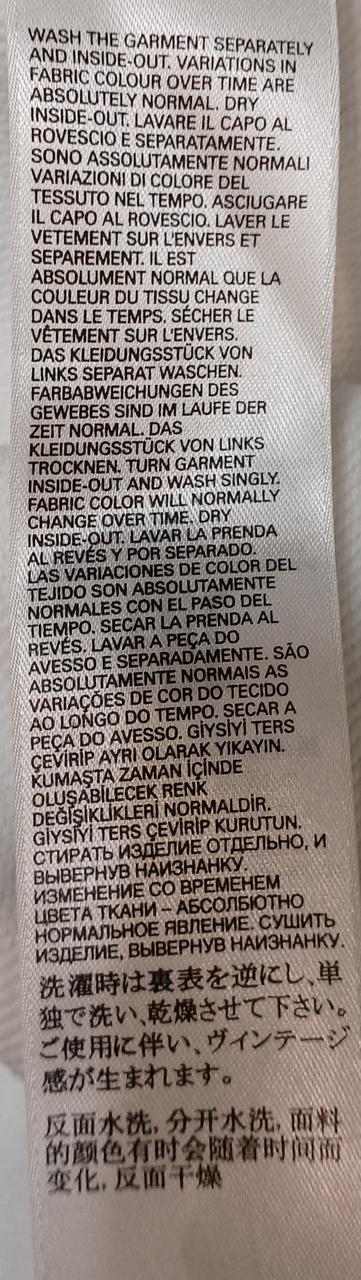 WASH THE GARMENT SEPARATELY
AND INSIDE-OUT. VARIATIONS IN
FABRIC COLOUR OVER TIME ARE
ABSOLUTELY NORMAL. DRY
INSIDE-OUT. LAVARE IL CAPO AL
ROVESCIO E SEPARATAMENTE.
SONO ASSOLUTAMENTE NORMALI
VARIAZIONI DI COLORE DEL
TESSUTO NEL TEMPO. ASCIUGARE
IL CAPO AL ROVESCIO. LAVER LE
VETEMENT SUR L'ENVERS ET
SEPAREMENT. IL EST
ABSOLUMENT NORMAL QUE LA
COULEUR DU TISSU CHANGE
DANS LE TEMPS. SÉCHER LE
VÊTEMENT SUR L'ENVERS.
DAS KLEIDUNGSSTÜCK VON
LINKS SEPARAT WASCHEN.
FARBABWEICHUNGEN DES
GEWEBES SIND IM LAUFE DER
ZEIT NORMAL. DAS
KLEIDUNGSSTÜCK VON LINKS
TROCKNEN. TURN GARMENT
INSIDE-OUT AND WASH SINGLY.
FABRIC COLOR WILL NORMALLY
CHANGE OVER TIME. DRY
INSIDE-OUT. LAVAR LA PRENDA
AL REVÉS Y POR SEPARADO.
LAS VARIACIONES DE COLOR DEL
TEJIDO SON ABSOLUTAMENTE
NORMALES CON EL PASO DEL
TIEMPO. SECAR LA PRENDA AL
REVÉS. LAVAR A PEÇA DO
AVESSO E SEPARADAMENTE. SÃO
ABSOLUTAMENTE NORMAIS AS
VARIAÇÕES DE COR DO TECIDO
AO LONGO DO TEMPO. SECAR A
PEÇA DO AVESSO. GİYSİYİ TERS
ÇEVİRİP AYRI OLARAK YIKAYIN.
KUMAŞTA ZAMAN İÇİNDE
OLUŞABİLECEK RENK
DEĞİŞİKLİKLERİ NORMALDİR.
GİYSİYİ TERS ÇEVİRİP KURUTUN.
СТИРАТЬ ИЗДЕЛИЕ ОТДЕЛЬНО, И
ВЫВЕРНУВ НАИЗНАНКУ.
ИЗМЕНЕНИЕ СО ВРЕМЕНЕМ
ЦВЕТА ТКАНИ – АБСОЛБЮТНО
НОРМАЛЬНОЕ ЯВЛЕНИЕ. СУШИТЬ
ИЗДЕЛИЕ, ВЫВЕРНУВ НАИЗНАНКУ.
洗濯時は裏表を逆にし、単
独で洗い、乾燥させて下さい。
ご使用に伴い、ヴィンテージ
感が生まれます。
反面水洗, 分开水洗, 面料
的颜色有时会随着时间而
变化, 反面干燥